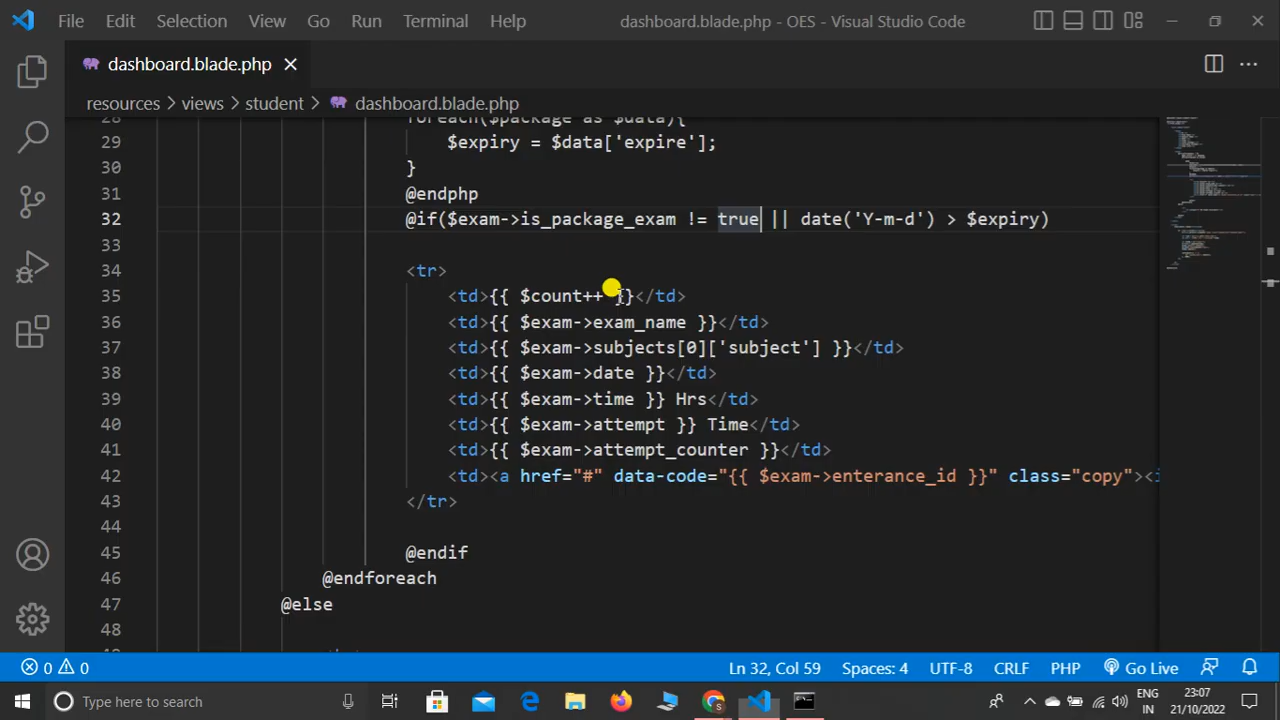 File Edit Selection View Go Run Terminal Help dashboard.blade.php - OES - Visual Studio Code
dashboard.blade.php
resources > views > student > dashboard.blade.php
28 foreach($package as $data){
29 $expiry = $data['expire'];
30 }
31 @endphp
32 @if($exam->is_package_exam != true || date('Y-m-d') > $expiry)
33
34 <tr>
35 <td>{{ $count++ }}</td>
36 <td>{{ $exam->exam_name }}</td>
37 <td>{{ $exam->subjects[0]['subject'] }}</td>
38 <td>{{ $exam->date }}</td>
39 <td>{{ $exam->time }} Hrs</td>
40 <td>{{ $exam->attempt }} Time</td>
41 <td>{{ $exam->attempt_counter }}</td>
42 <td><a href="#" data-code="{{ $exam->enterance_id }}" class="copy"><i
43 </tr>
44
45 @endif
46 @endforeach
47 @else
48
0 0 Ln 32, Col 59 Spaces: 4 UTF-8 CRLF PHP Go Live
Type here to search ENG IN 23:07 21/10/2022